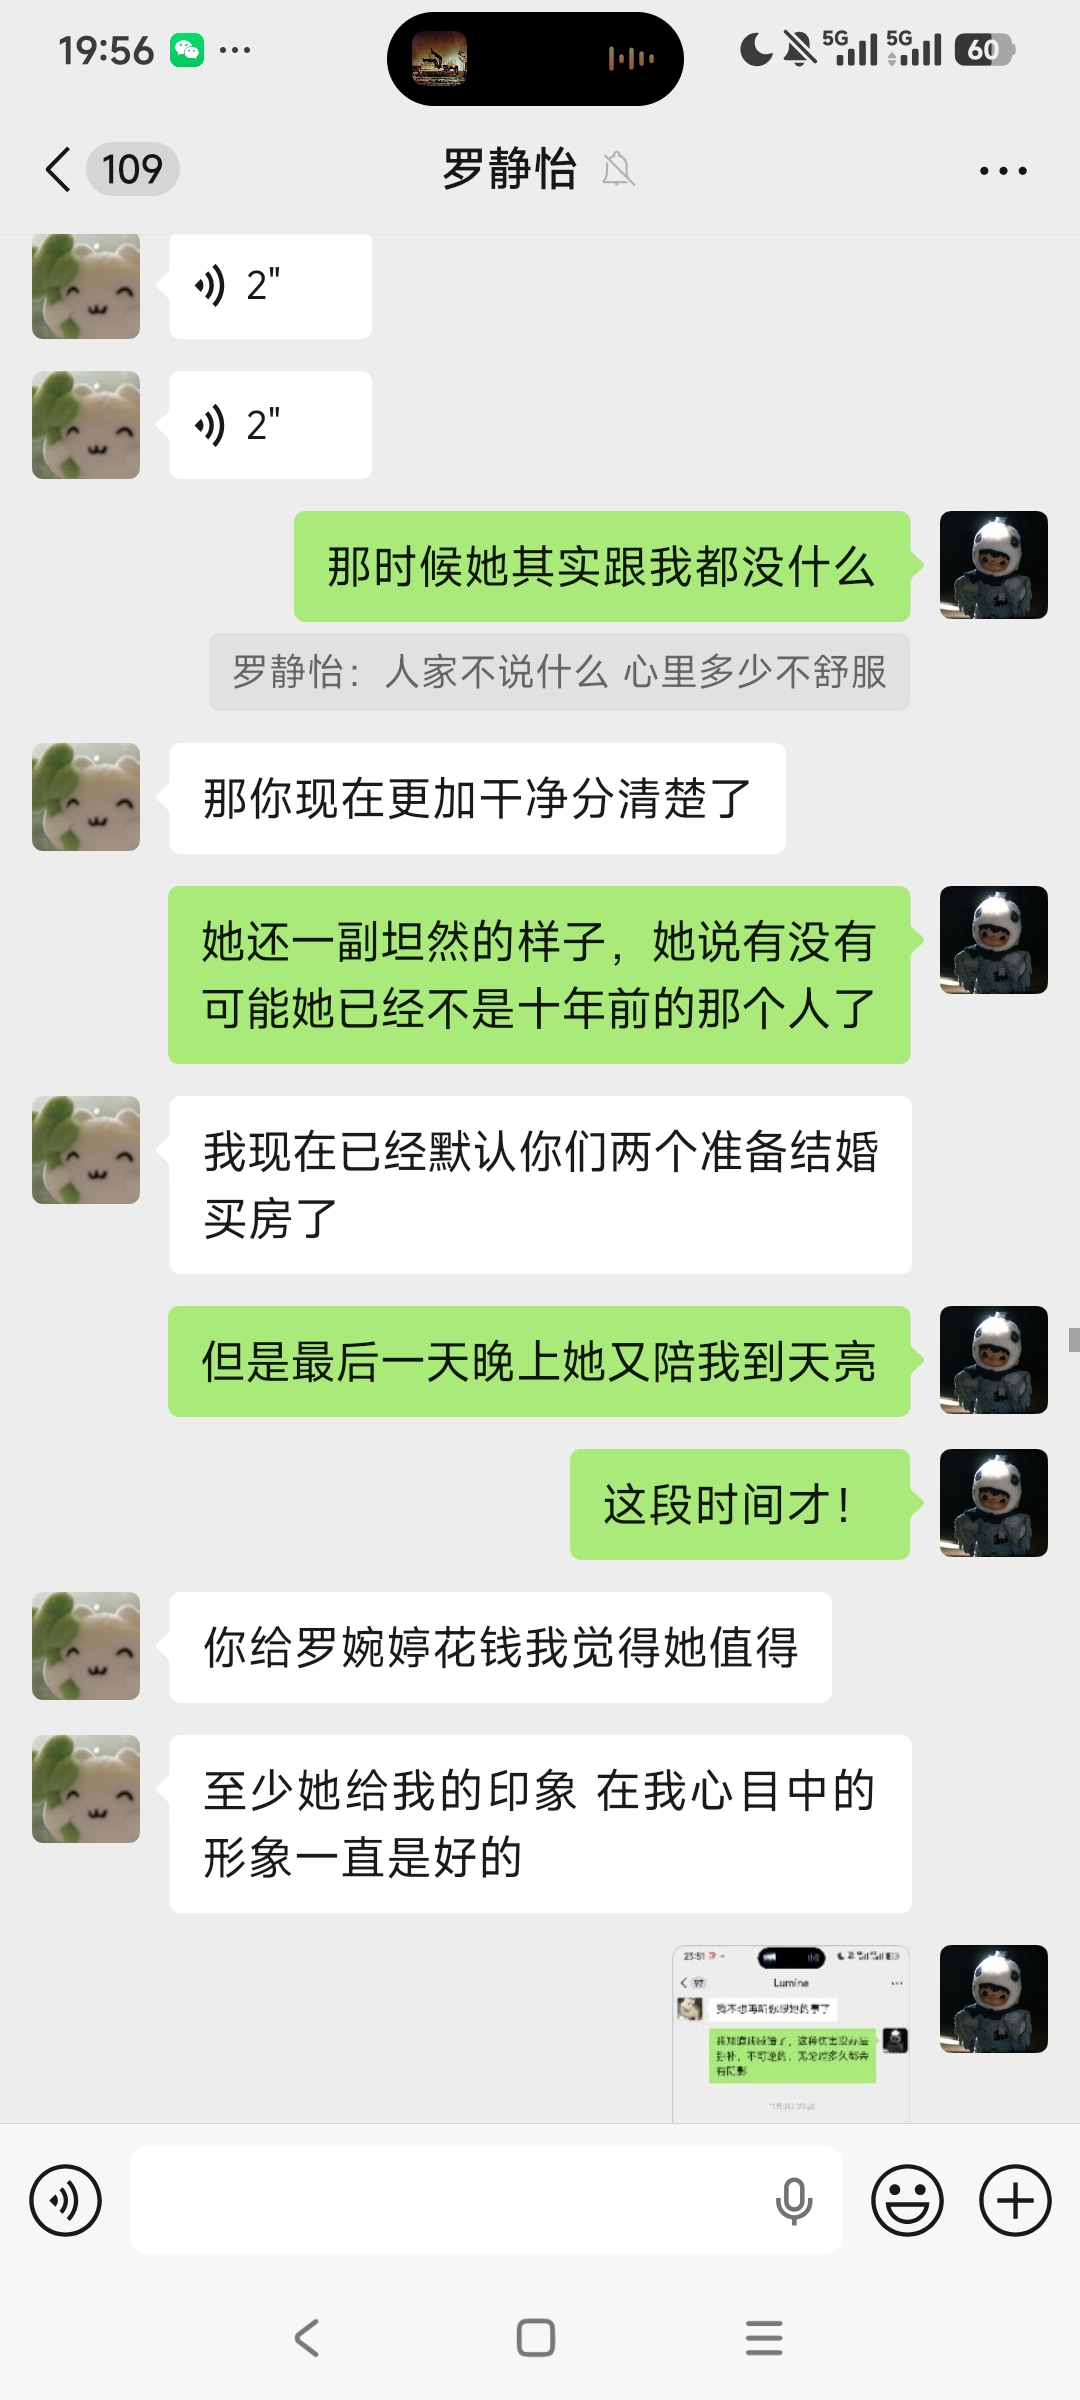 19:56
5G
5G
60
109
罗静怡
2"
2"
那时候她其实跟我都没什么
罗静怡：人家不说什么 心里多少不舒服
那你现在更加干净分清楚了
她还一副坦然的样子，她说有没有
可能她已经不是十年前的那个人了
我现在已经默认你们两个准备结婚
买房了
但是最后一天晚上她又陪我到天亮
这段时间才！
你给罗婉婷花钱我觉得她值得
至少她给我的印象 在我心目中的
形象一直是好的
23:51
97
Lumine